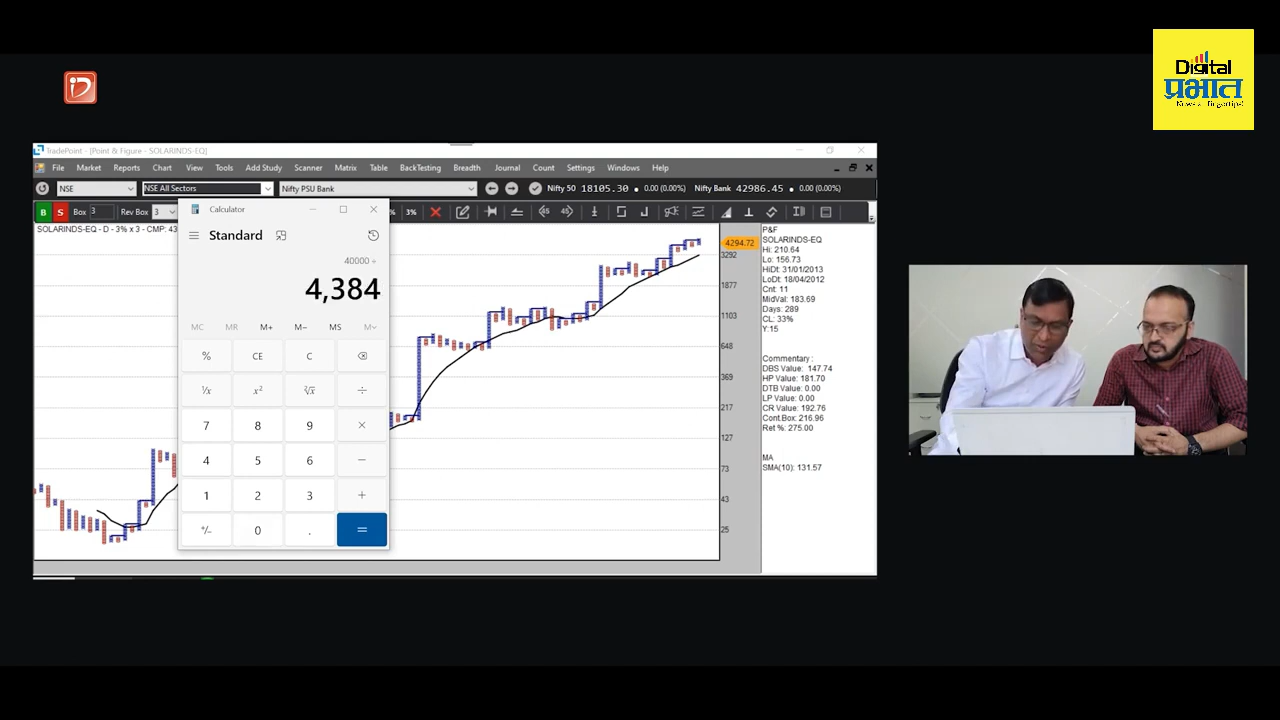 Digital
प्रभात
TradePoint - [Point & Figure - SOLARINDS-EQ]
File Market Reports Chart View Tools Add Study Scanner Matrix Table BackTesting Breadth Journal Count Settings Windows Help
NSE NSE All Sectors Nifty PSU Bank Nifty 50 18105.30 0.00 (0.00%) Nifty Bank 42986.45 0.00 (0.00%)
B S Box 3 Rev Box 3 % 3%
SOLARINDS-EQ - D - 3% x 3 - CMP: 43
Calculator
Standard
40000 ÷
4,384
MC MR M+ M− MS M˅
% CE C
¹/x x² ²√x ÷
7 8 9 ×
4 5 6 −
1 2 3 +
+/− 0 . =
4294.72
3292
1877
1103
648
369
217
127
73
43
25
P&F
SOLARINDS-EQ
Hi: 210.64
Lo: 156.73
HiDt: 31/01/2013
LoDt: 18/04/2012
Cnt: 11
MidVal: 183.69
Days: 289
CL: 33%
Y:15
Commentary :
DBS Value: 147.74
HP Value: 181.70
DTB Value: 0.00
LP Value: 0.00
CR Value: 192.76
Cont.Box: 216.96
Ret %: 275.00
MA
SMA(10): 131.57